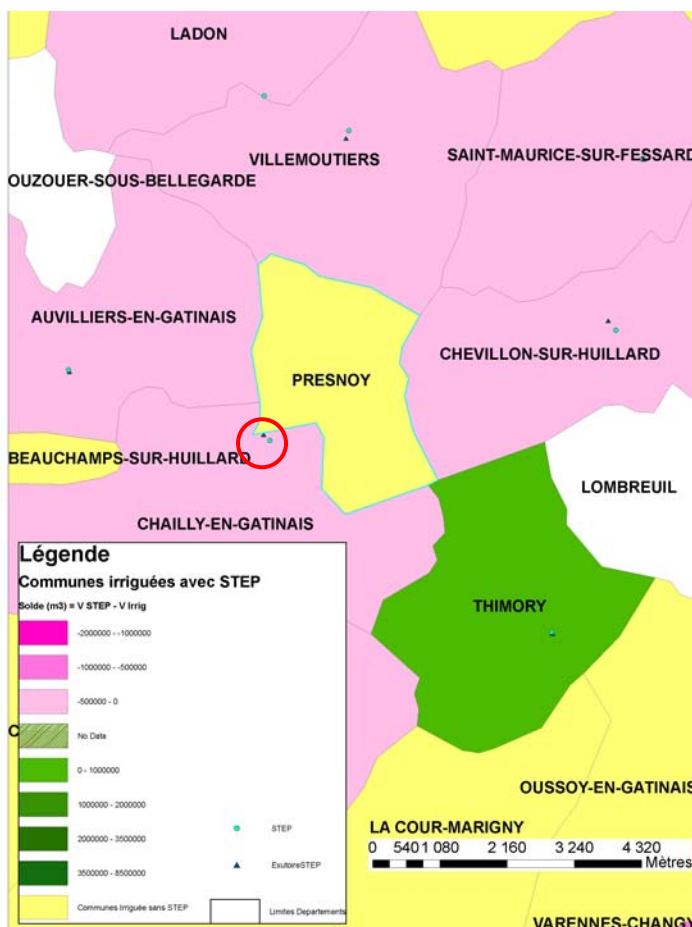 LADON
VILLEMOUTIERS
SAINT-MAURICE-SUR-FESSARD
OUZOUER-SOUS-BELLEGARDE
AUVILLIERS-EN-GATINAIS
CHEVILLON-SUR-HUILLARD
PRESNOY
BEAUCHAMPS-SUR-HUILLARD
LOMBREUIL
CHAILLY-EN-GATINAIS
THIMORY
OUSSOY-EN-GATINAIS
LA COUR-MARIGNY
0 540 1 080 2 160 3 240 4 320
Mètres
VARENNES-CHANGY
C
Légende
Communes irriguées avec STEP
Solde (m3) = V STEP - V Irrig
-2000000 - -1000000
-1000000 - -500000
-500000 - 0
No Data
0 - 1000000
1000000 - 2000000
2000000 - 3500000
3500000 - 8500000
Communes Irriguée sans STEP
STEP
ExutoireSTEP
Limites Departements